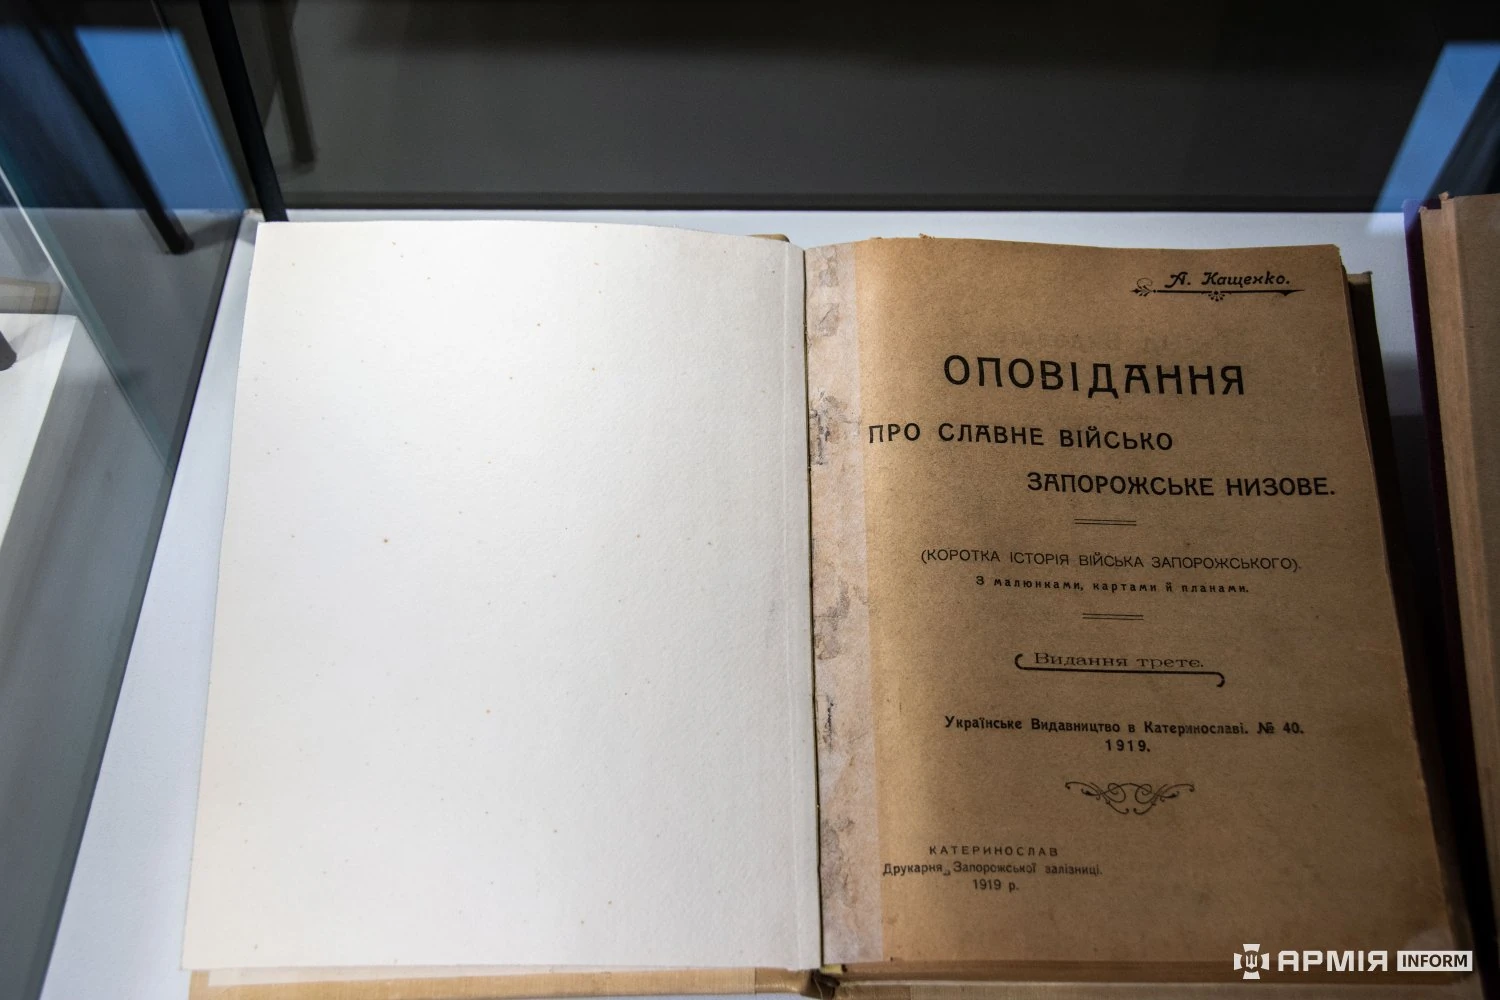 А. Кащенко.
ОПОВІДАННЯ
ПРО СЛАВНЕ ВІЙСЬКО
ЗАПОРОЖСЬКЕ НИЗОВЕ.
(КОРОТКА ІСТОРІЯ ВІЙСЬКА ЗАПОРОЖСЬКОГО).
З малюнками, картами й планами.
Видання третє.
Українське Видавництво в Катеринославі. № 40.
1919.
КАТЕРИНОСЛАВ
Друкарня „Запорожської залізниці.
1919 р.
АРМІЯ INFORM